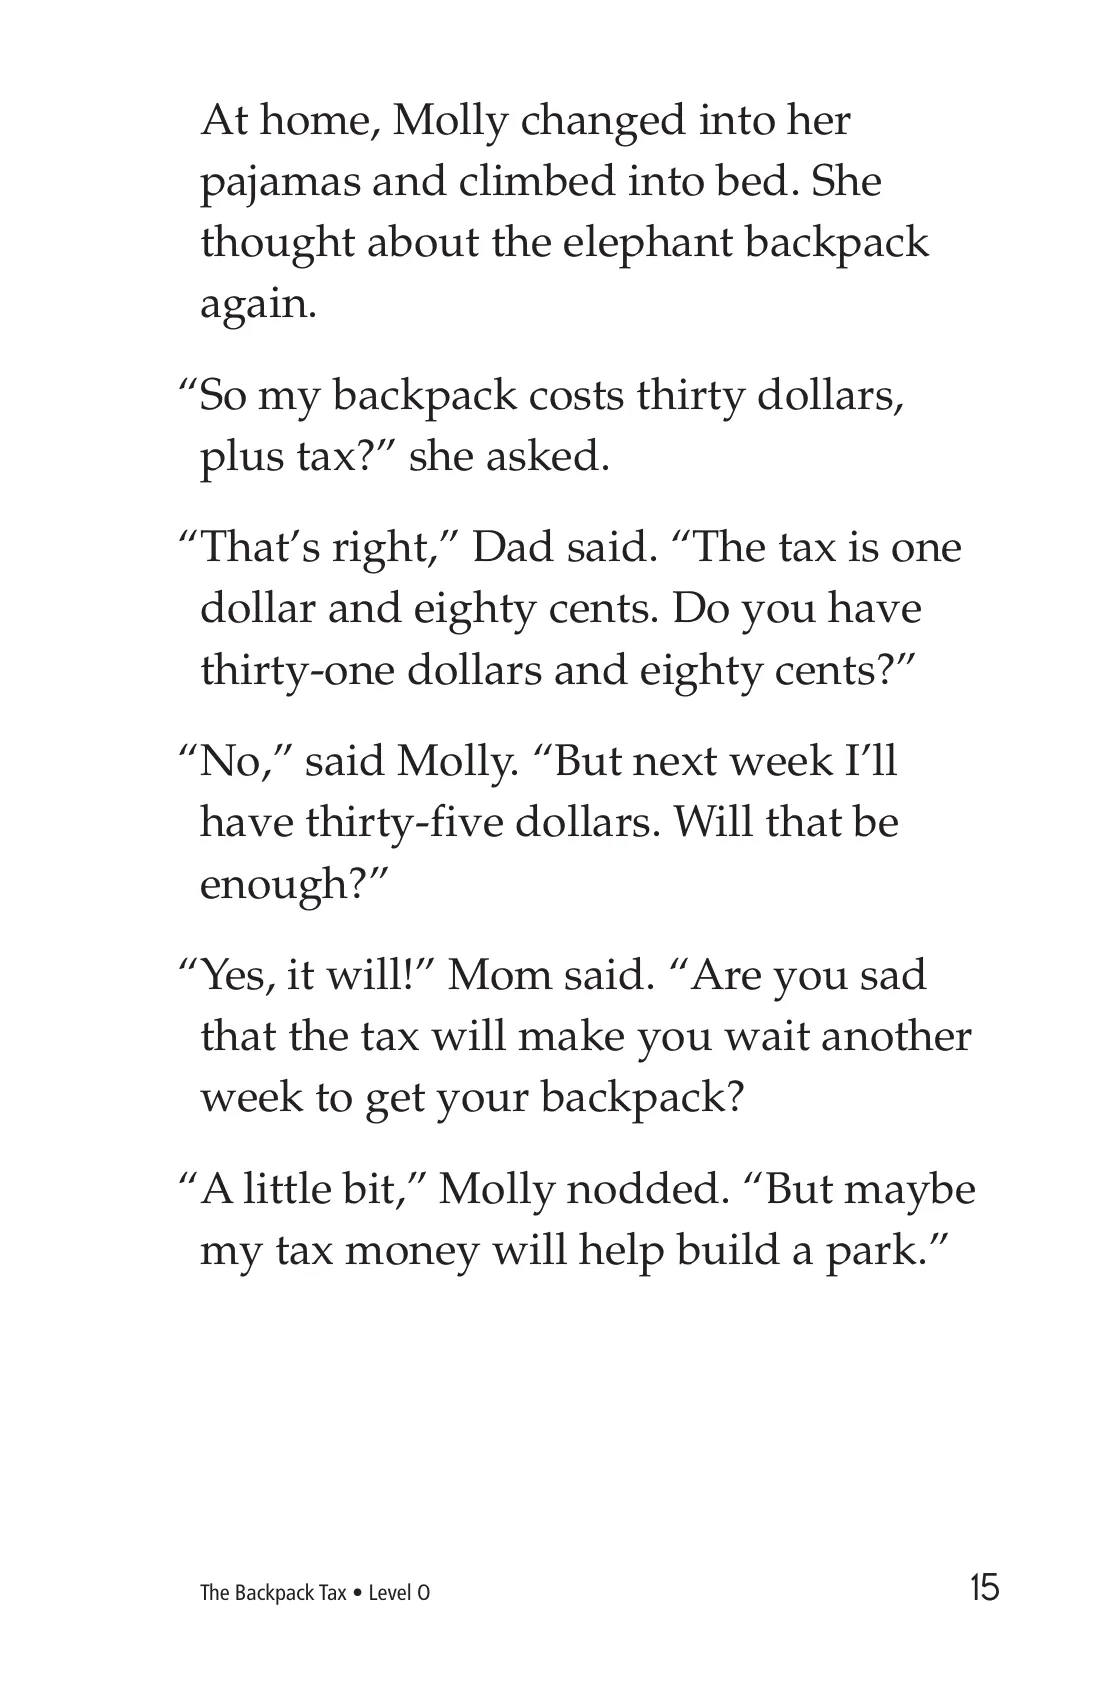 At home, Molly changed into her
pajamas and climbed into bed. She
thought about the elephant backpack
again.
“So my backpack costs thirty dollars,
plus tax?” she asked.
“That’s right,” Dad said. “The tax is one
dollar and eighty cents. Do you have
thirty-one dollars and eighty cents?”
“No,” said Molly. “But next week I’ll
have thirty-five dollars. Will that be
enough?”
“Yes, it will!” Mom said. “Are you sad
that the tax will make you wait another
week to get your backpack?
“A little bit,” Molly nodded. “But maybe
my tax money will help build a park.”
The Backpack Tax • Level O 15